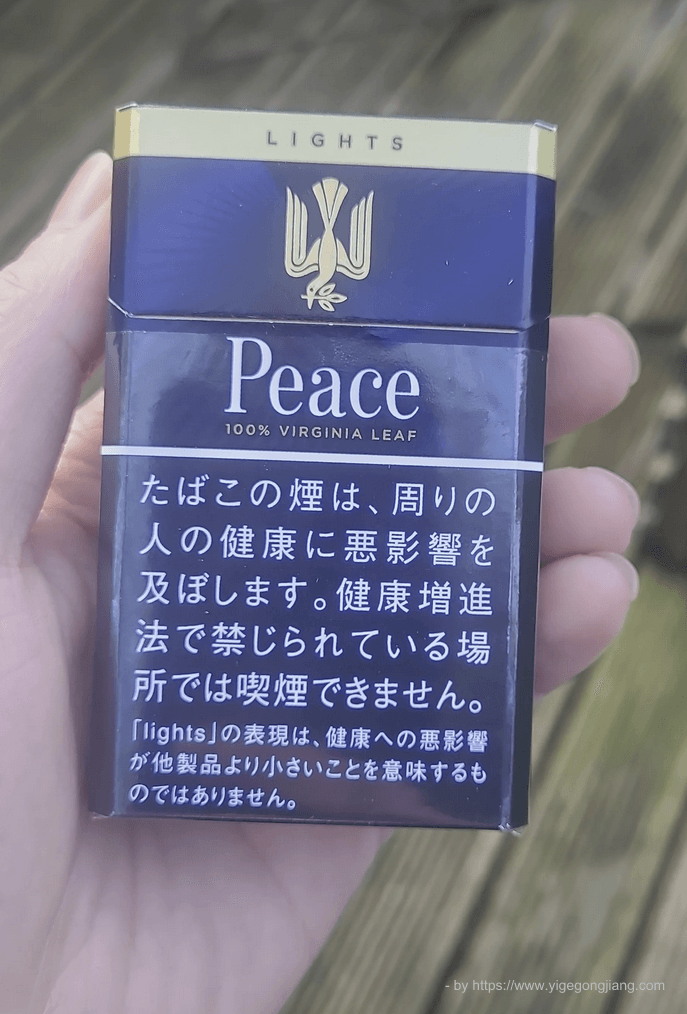 LIGHTS
Peace
100% VIRGINIA LEAF
たばこの煙は、周りの
人の健康に悪影響を
及ぼします。健康増進
法で禁じられている場
所では喫煙できません。
「lights」の表現は、健康への悪影響
が他製品より小さいことを意味するも
のではありません。
- by https://www.yigegongjiang.com